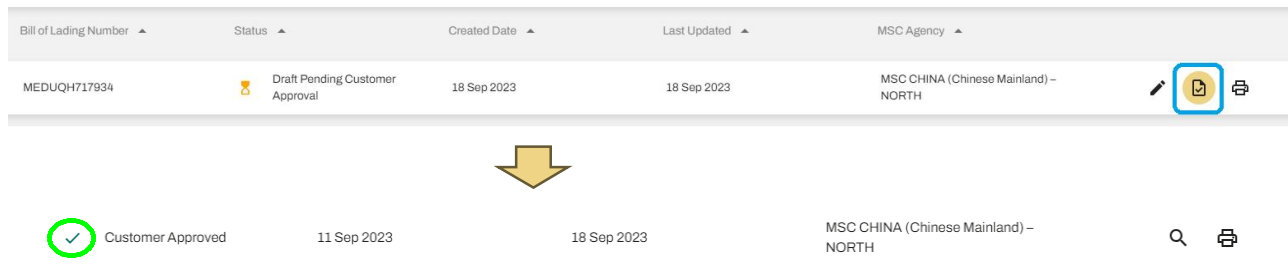 Bill of Lading Number Status Created Date Last Updated MSC Agency
MEDUQH717934 Draft Pending Customer Approval 18 Sep 2023 18 Sep 2023 MSC CHINA (Chinese Mainland) – NORTH
Customer Approved 11 Sep 2023 18 Sep 2023 MSC CHINA (Chinese Mainland) – NORTH